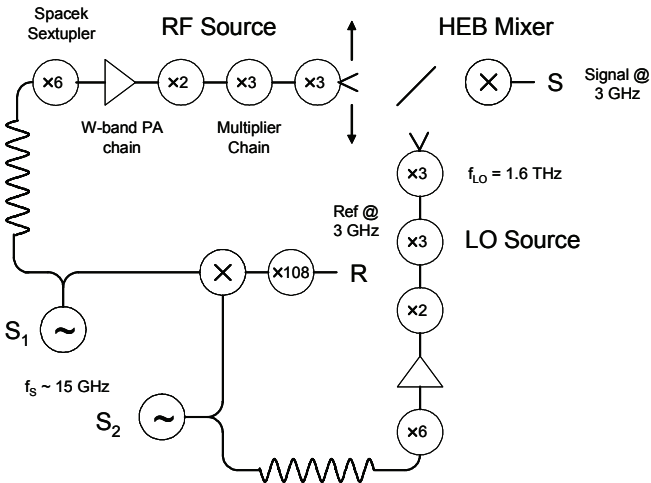 Spacek
Sextupler
RF Source
HEB Mixer
×6
×2
×3
×3
×
S
Signal @
3 GHz
W-band PA
chain
Multiplier
Chain
×3
f_LO = 1.6 THz
Ref @
3 GHz
×3
LO Source
×
×108
R
×2
S₁
~
f_S ~ 15 GHz
S₂
~
×6